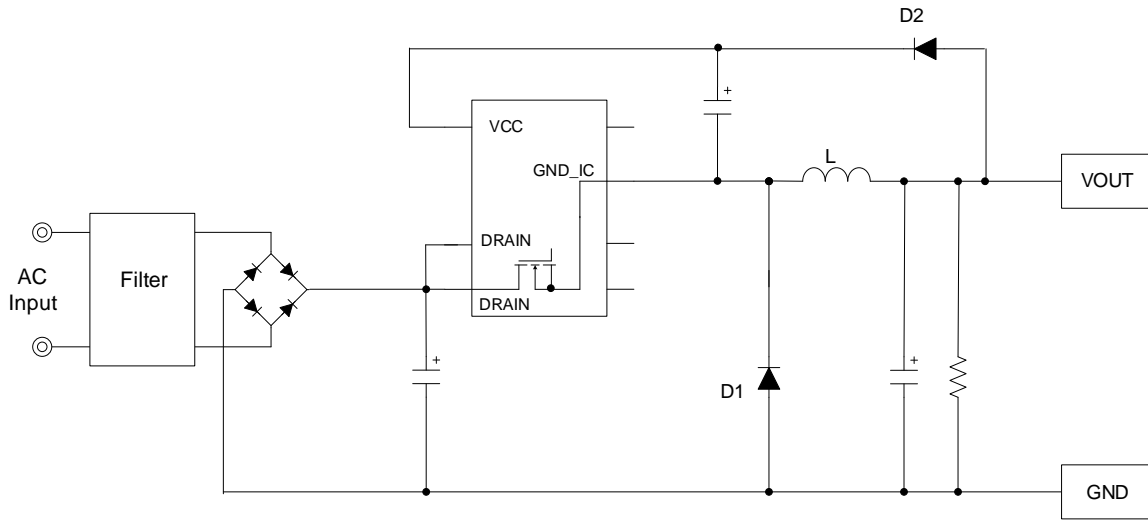 D2
+
VCC
L
GND_IC
VOUT
DRAIN
AC
Input
Filter
DRAIN
+
D1
+
GND